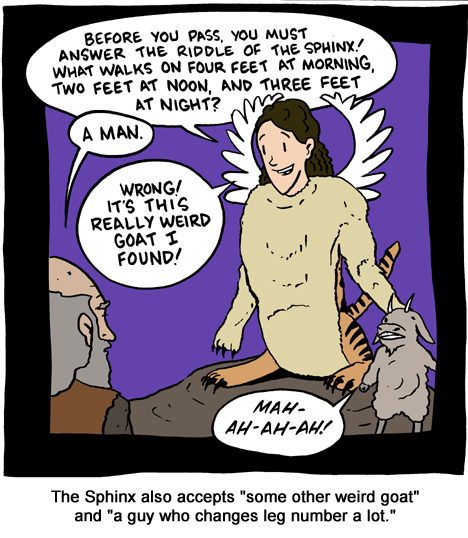 BEFORE YOU PASS, YOU MUST
ANSWER THE RIDDLE OF THE SPHINX!
WHAT WALKS ON FOUR FEET AT MORNING,
TWO FEET AT NOON, AND THREE FEET
AT NIGHT?
A MAN.
WRONG!
IT'S THIS
REALLY WEIRD
GOAT I
FOUND!
MAH-
AH-AH-AH!
The Sphinx also accepts "some other weird goat"
and "a guy who changes leg number a lot."